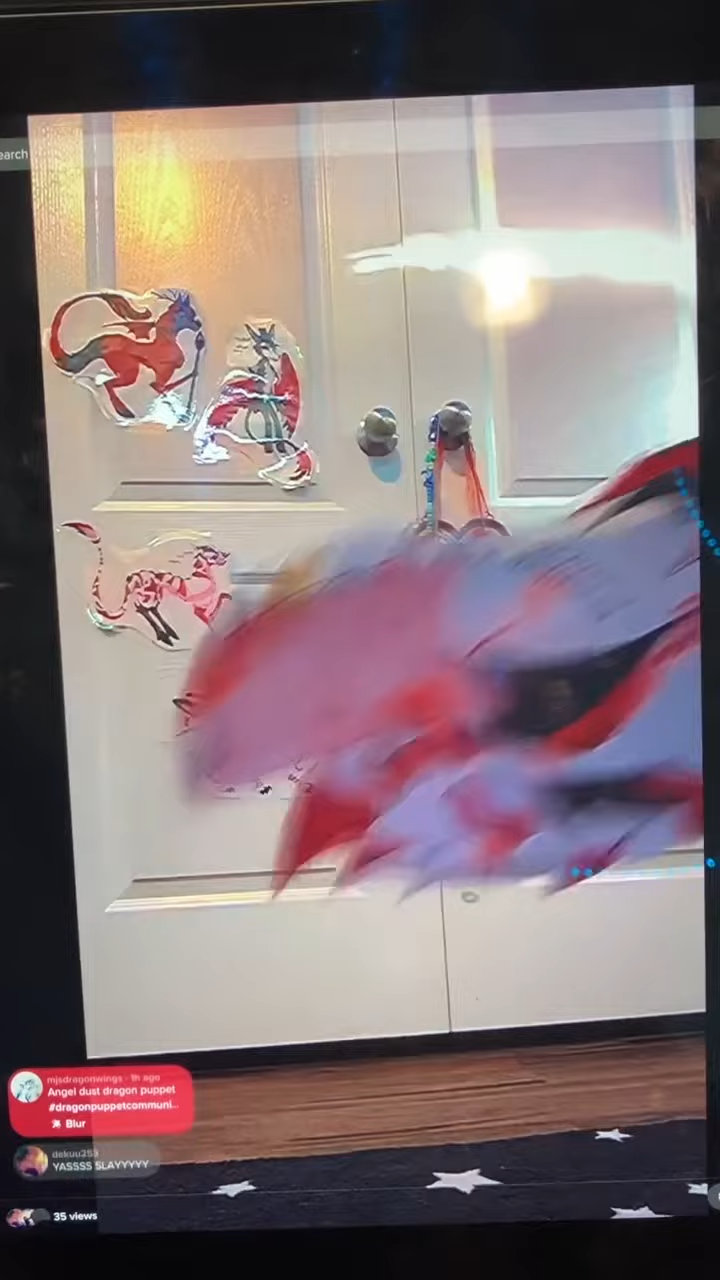 earch
mjsdragonwings · 1h ago
Angel dust dragon puppet
#dragonpuppetcommuni...
Blur
dekuu253
YASSSS SLAYYYYY
35 views